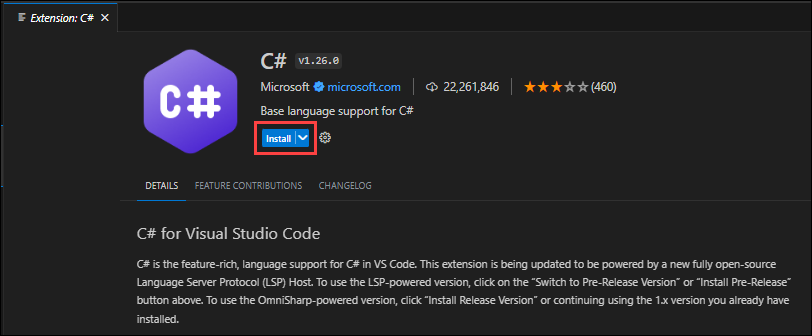 Extension: C#
C# v1.26.0
Microsoft microsoft.com 22,261,846 (460)
Base language support for C#
C#
Install
DETAILS FEATURE CONTRIBUTIONS CHANGELOG
C# for Visual Studio Code
C# is the feature-rich, language support for C# in VS Code. This extension is being updated to be powered by a new fully open-source
Language Server Protocol (LSP) Host. To use the LSP-powered version, click on the “Switch to Pre-Release Version” or “Install Pre-Release”
button above. To use the OmniSharp-powered version, click “Install Release Version” or continuing using the 1.x version you already have
installed.